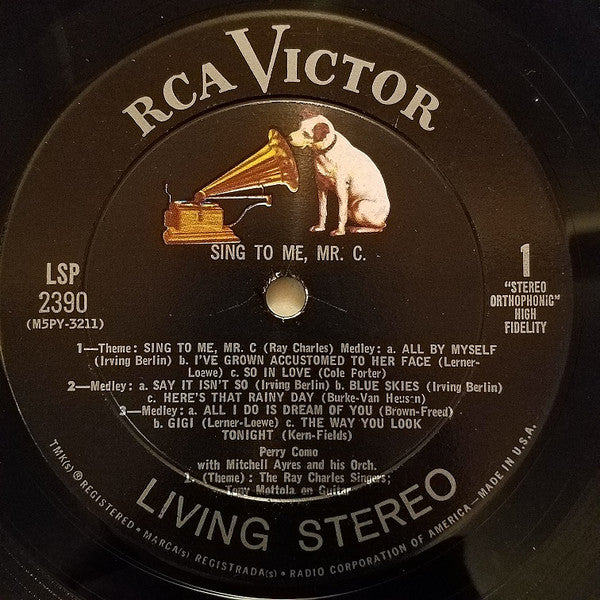 RCA VICTOR
SING TO ME, MR. C.
LSP
2390
(M5PY-3211)
1
"STEREO
ORTHOPHONIC"
HIGH
FIDELITY
1—Theme: SING TO ME, MR. C (Ray Charles) Medley: a. ALL BY MYSELF
(Irving Berlin) b. I'VE GROWN ACCUSTOMED TO HER FACE (Lerner-
Loewe) c. SO IN LOVE (Cole Porter)
2—Medley: a. SAY IT ISN'T SO (Irving Berlin) b. BLUE SKIES (Irving Berlin)
c. HERE'S THAT RAINY DAY (Burke-Van Heusen)
3—Medley: a. ALL I DO IS DREAM OF YOU (Brown-Freed)
b. GIGI (Lerner-Loewe) c. THE WAY YOU LOOK
TONIGHT (Kern-Fields)
Perry Como
with Mitchell Ayres and his Orch.
1. (Theme) : The Ray Charles Singers;
Tony Mottola on Guitar
LIVING STEREO
TMK(s) ® REGISTERED • MARCA(s) REGISTRADA(s) • RADIO CORPORATION OF AMERICA—MADE IN U.S.A.